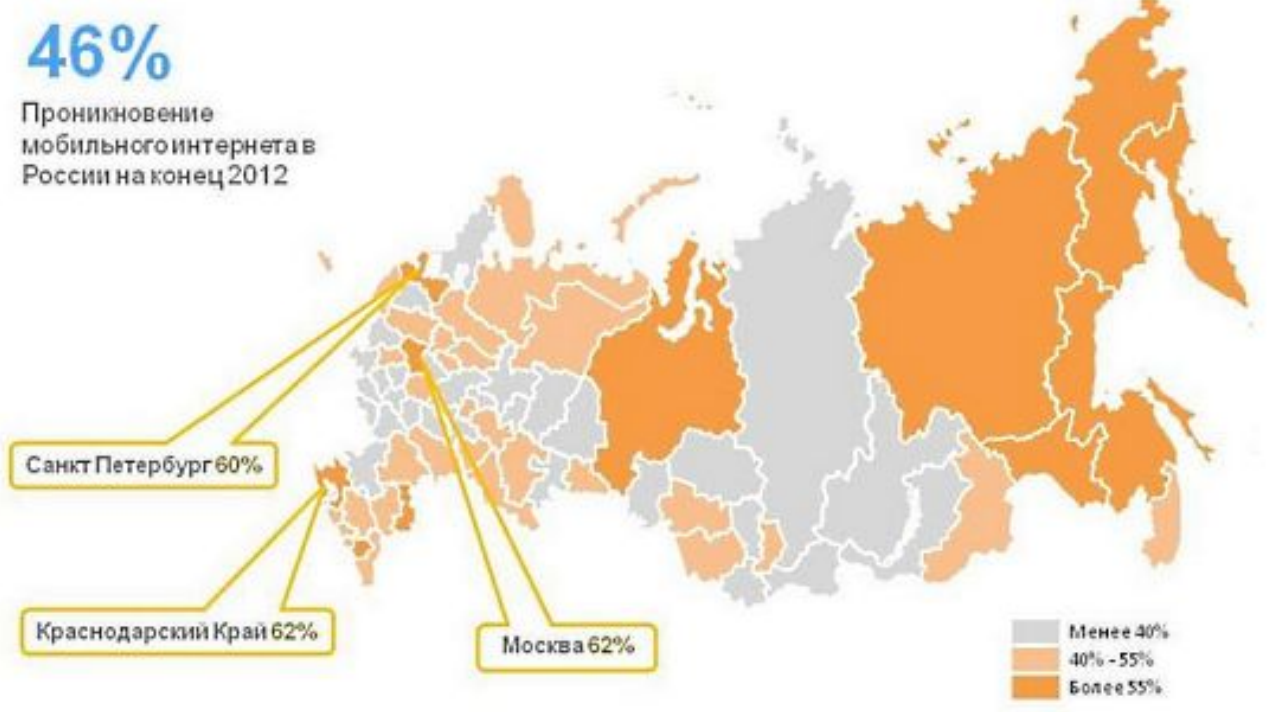 46%
Проникновение
мобильного интернета в
России на конец 2012
Санкт Петербург 60%
Краснодарский Край 62%
Москва 62%
Менее 40%
40% - 55%
Более 55%